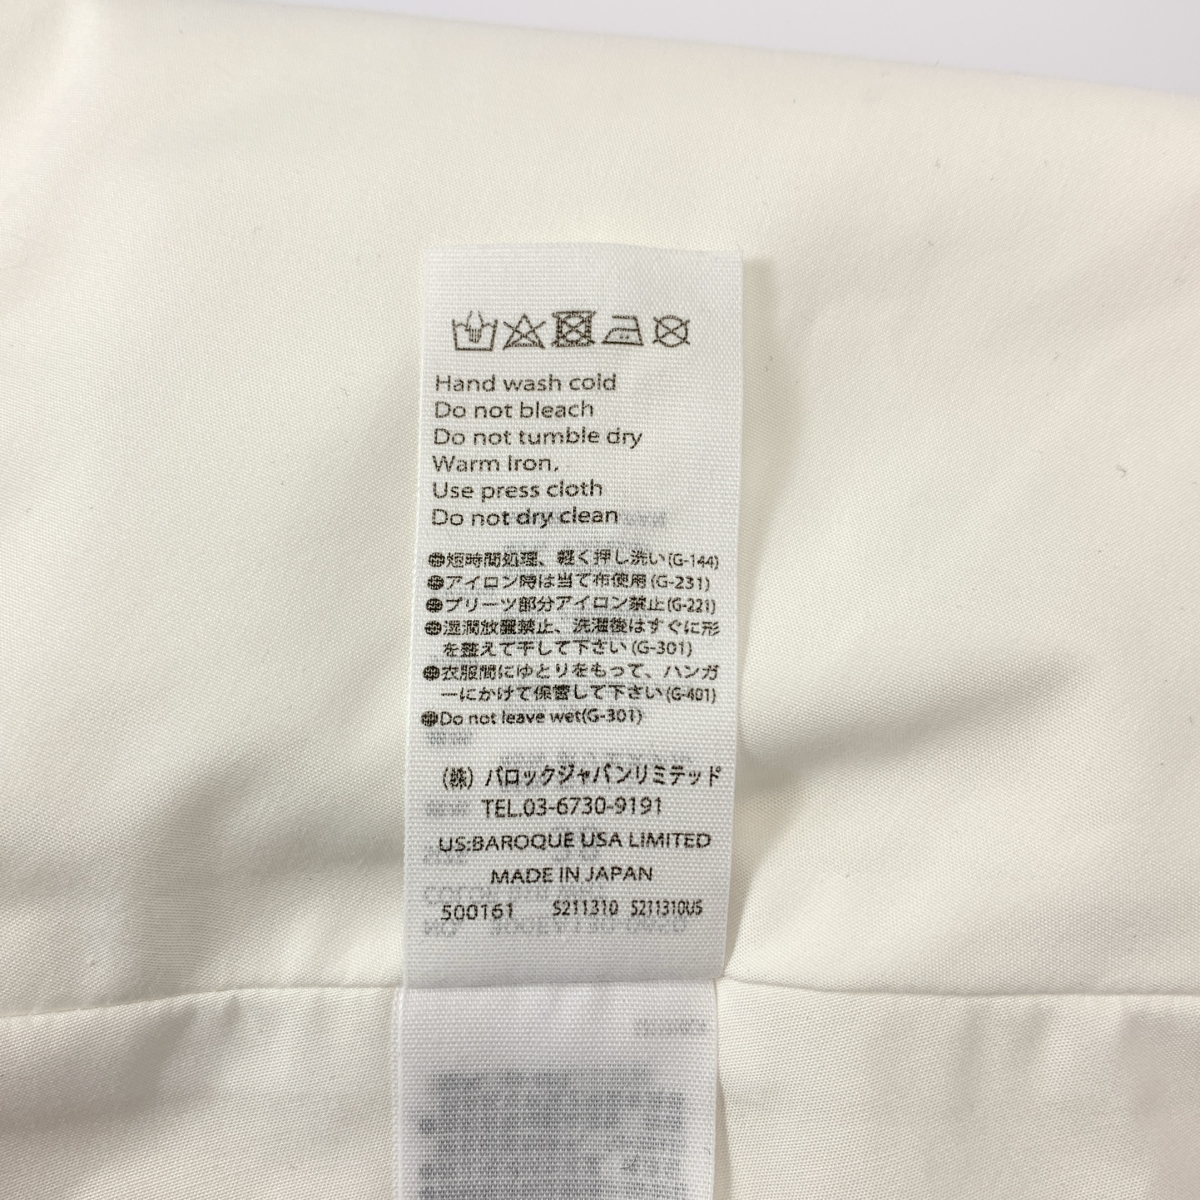 Hand wash cold
Do not bleach
Do not tumble dry
Warm Iron.
Use press cloth
Do not dry clean
●短時間処理、軽く押し洗い(G-144)
●アイロン時は当て布使用(G-231)
●プリーツ部分アイロン禁止(G-221)
●湿潤放置禁止、洗濯後はすぐに形
を整えて干して下さい(G-301)
●衣服間にゆとりをもって、ハンガ
ーにかけて保管して下さい(G-401)
●Do not leave wet(G-301)
(株) バロックジャパンリミテッド
TEL.03-6730-9191
US:BAROQUE USA LIMITED
MADE IN JAPAN
500161 5211310 5211310US